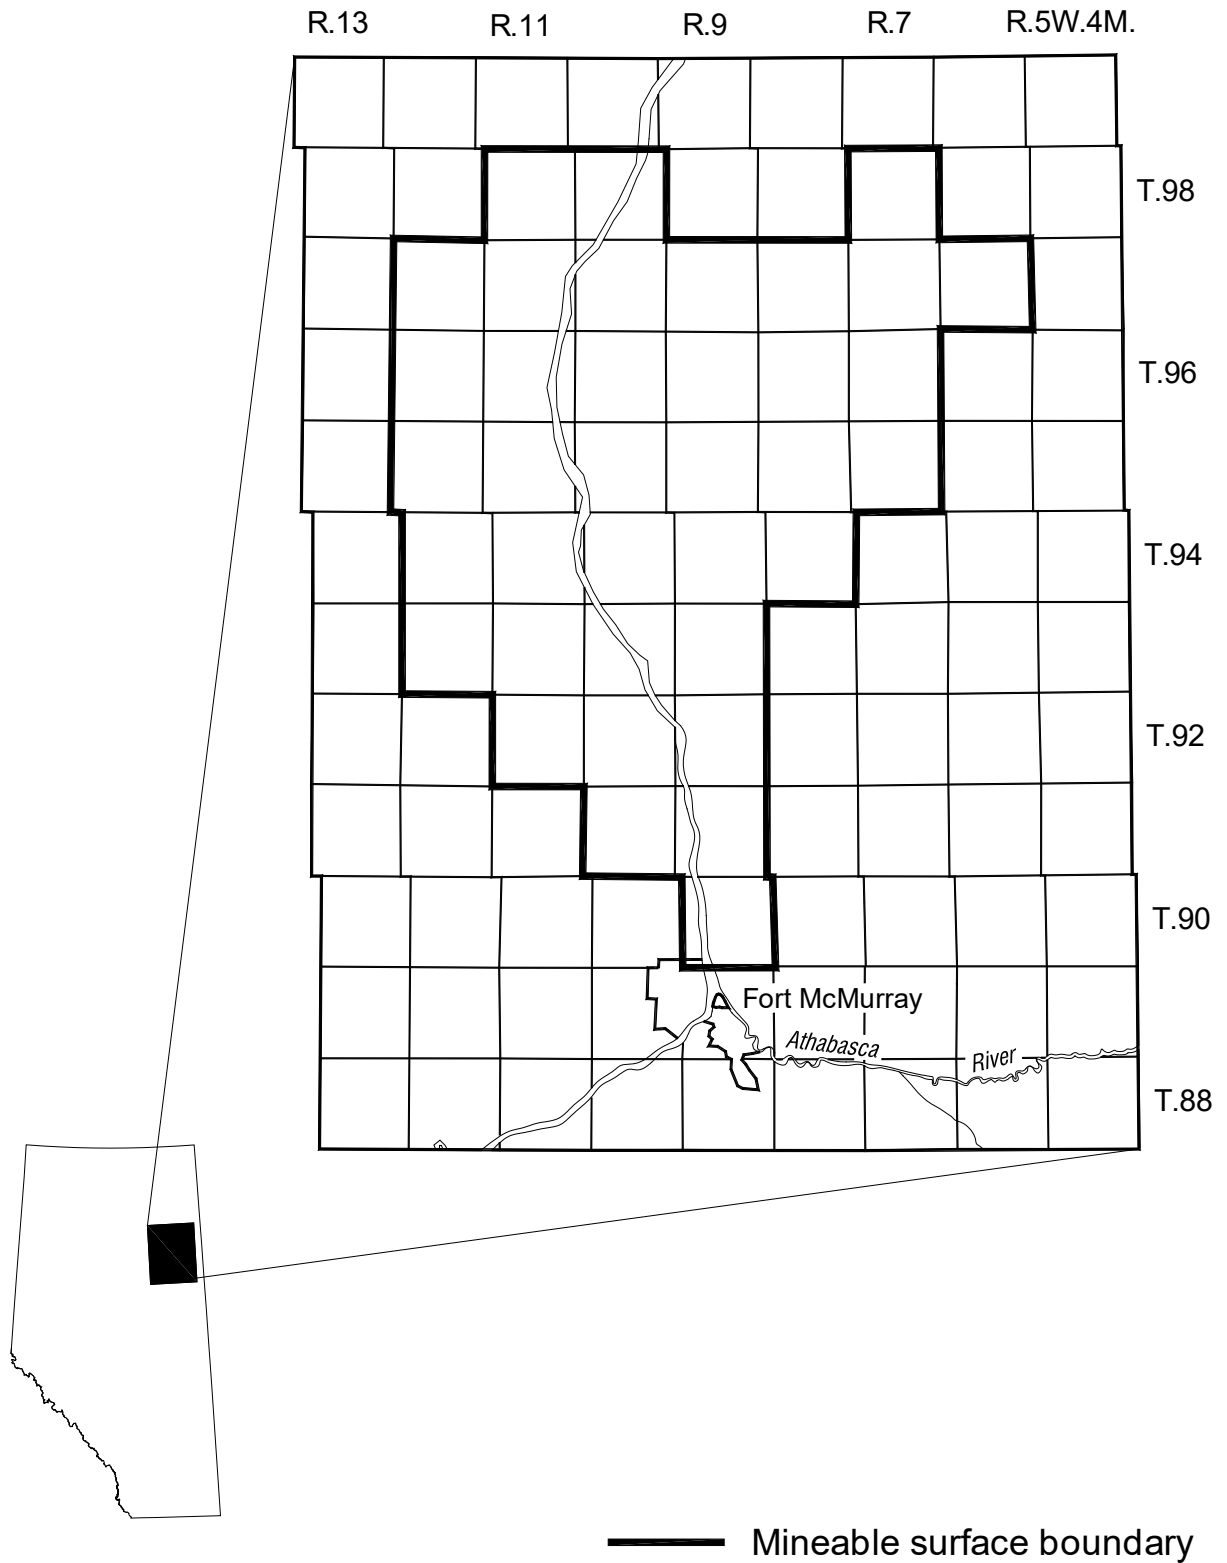 R.13 R.11 R.9 R.7 R.5W.4M.
T.98
T.96
T.94
T.92
T.90
Fort McMurray
Athabasca River
T.88
Mineable surface boundary